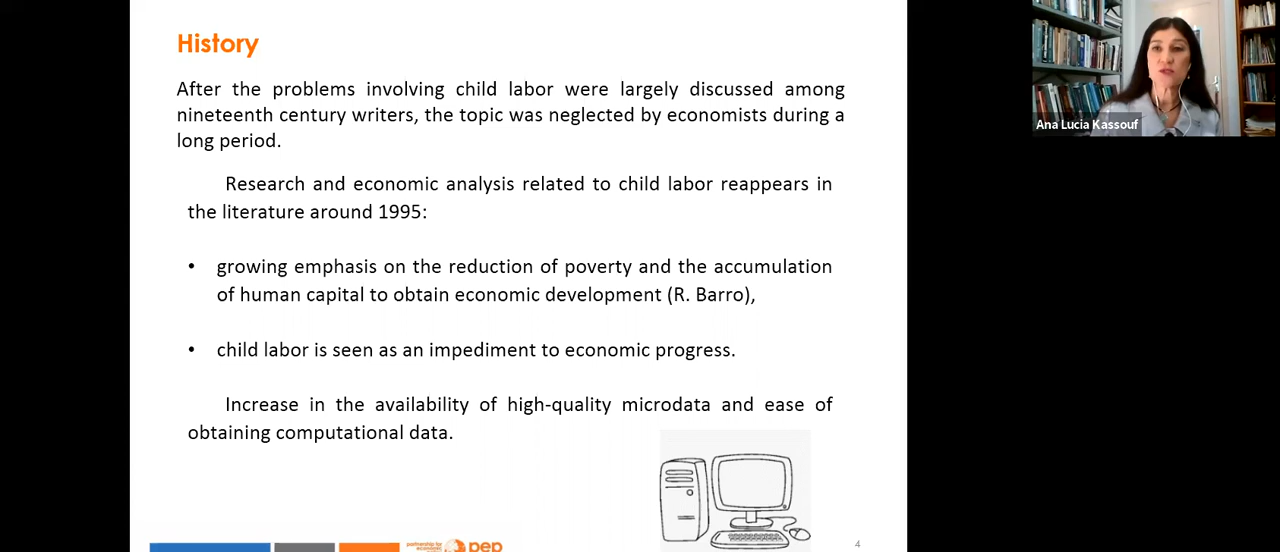 History
After the problems involving child labor were largely discussed among
nineteenth century writers, the topic was neglected by economists during a
long period.
Research and economic analysis related to child labor reappears in
the literature around 1995:
• growing emphasis on the reduction of poverty and the accumulation
of human capital to obtain economic development (R. Barro),
• child labor is seen as an impediment to economic progress.
Increase in the availability of high-quality microdata and ease of
obtaining computational data.
partnership for
economic
pep
4
Ana Lucia Kassouf